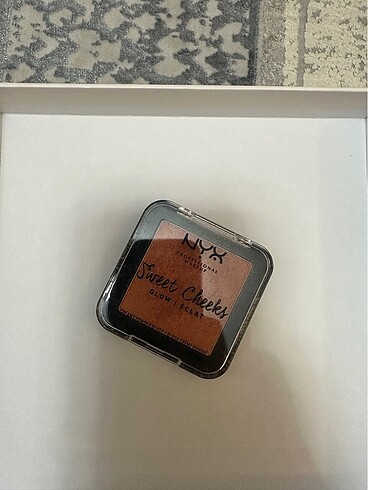 NYX
PROFESSIONAL
MAKEUP
Sweet Cheeks
GLOW | ÉCLAT